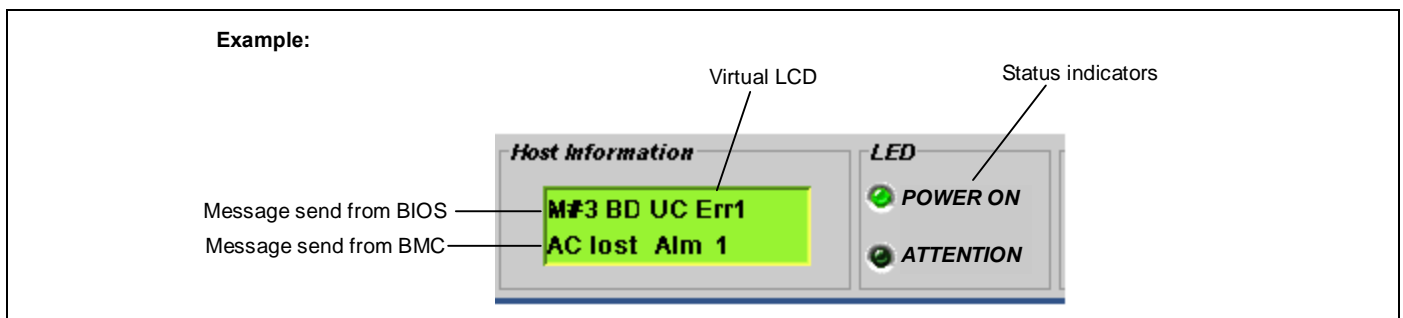 Example:
Virtual LCD
Status indicators
Host Information
LED
Message send from BIOS
M#3 BD UC Err1
POWER ON
Message send from BMC
AC lost Alm 1
ATTENTION